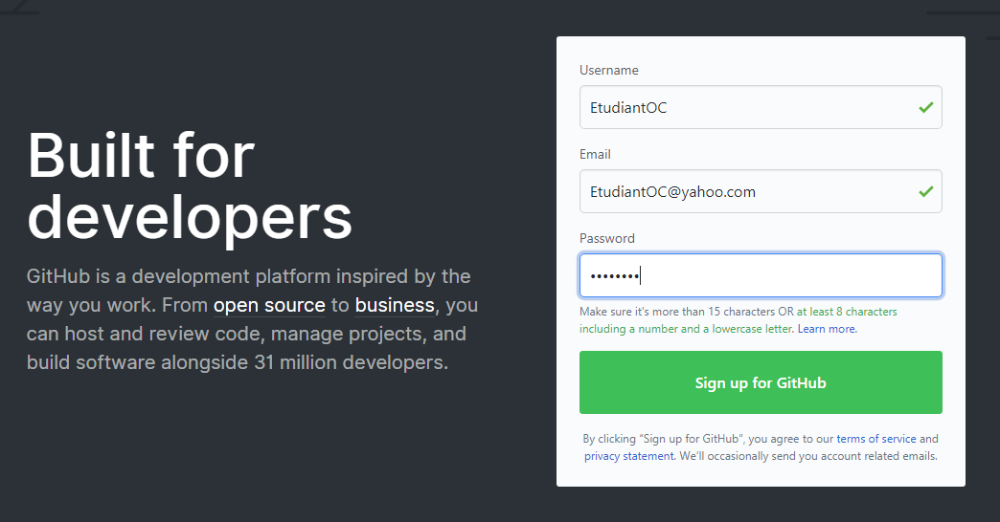 Built for
developers
GitHub is a development platform inspired by the
way you work. From open source to business, you
can host and review code, manage projects, and
build software alongside 31 million developers.
Username
EtudiantOC
Email
EtudiantOC@yahoo.com
Password
••••••••
Make sure it's more than 15 characters OR at least 8 characters
including a number and a lowercase letter. Learn more.
Sign up for GitHub
By clicking “Sign up for GitHub”, you agree to our terms of service and
privacy statement. We’ll occasionally send you account related emails.